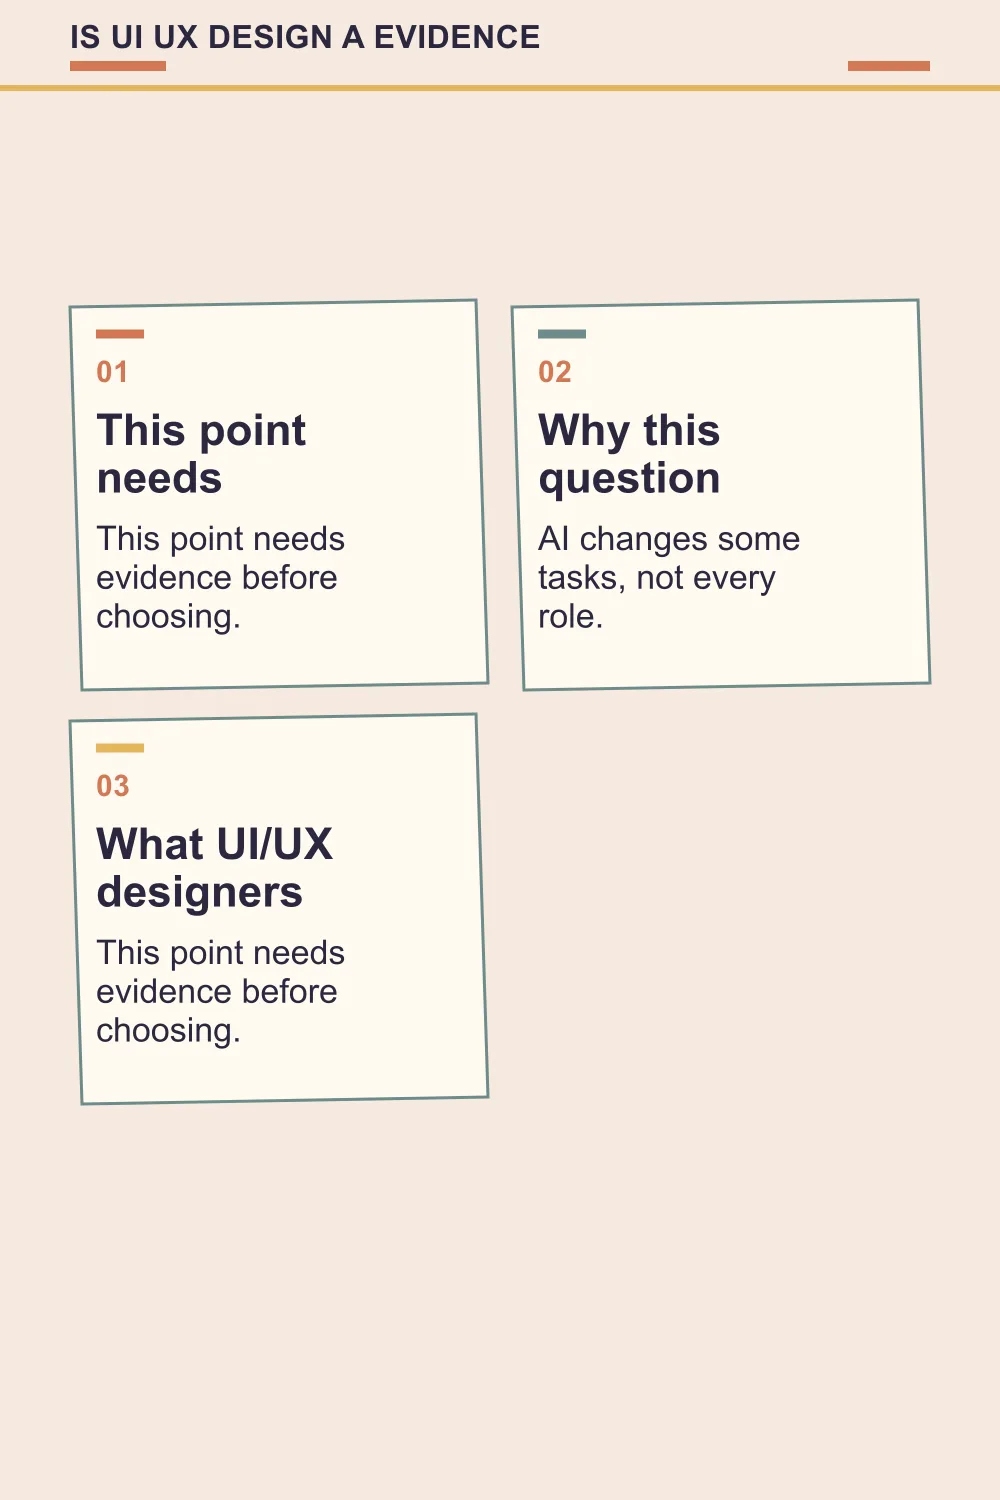 IS UI UX DESIGN A EVIDENCE
01
This point
needs
This point needs
evidence before
choosing.
02
Why this
question
AI changes some
tasks, not every
role.
03
What UI/UX
designers
This point needs
evidence before
choosing.